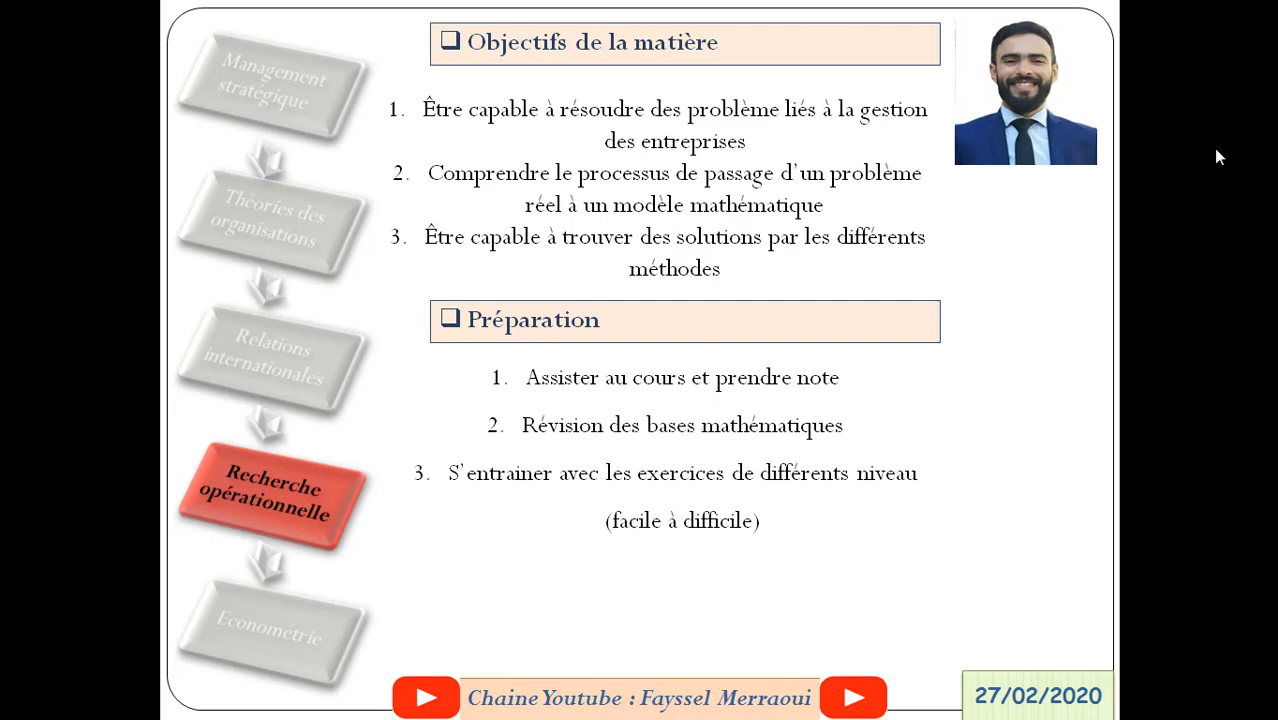 Management
stratégique
Théories des
organisations
Relations
internationales
Recherche
opérationnelle
Econométrie
Objectifs de la matière
1. Être capable à résoudre des problème liés à la gestion
des entreprises
2. Comprendre le processus de passage d'un problème
réel à un modèle mathématique
3. Être capable à trouver des solutions par les différents
méthodes
Préparation
1. Assister au cours et prendre note
2. Révision des bases mathématiques
3. S'entrainer avec les exercices de différents niveau
(facile à difficile)
Chaine Youtube : Fayssel Merraoui
27/02/2020